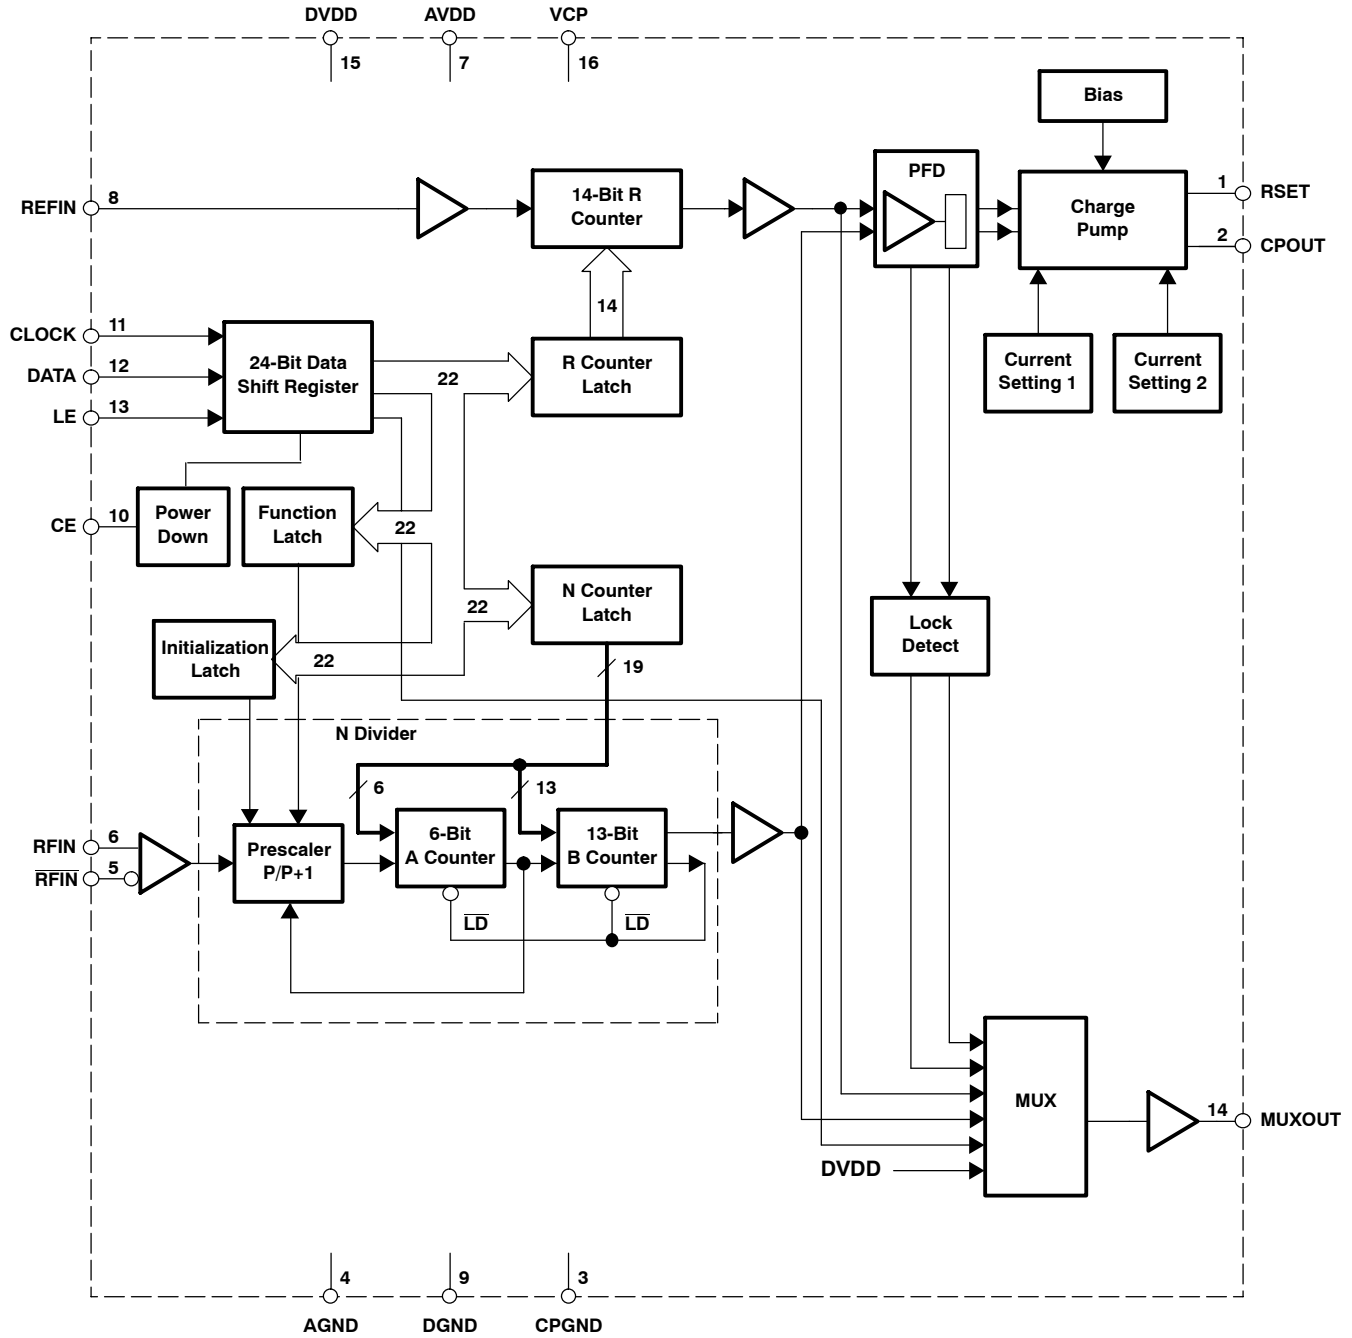 DVDD
AVDD
VCP
15
7
16
Bias
PFD
8
REFIN
14-Bit R
Counter
Charge
Pump
1
RSET
2
CPOUT
14
CLOCK
11
DATA
12
LE
13
24-Bit Data
Shift Register
22
R Counter
Latch
Current
Setting 1
Current
Setting 2
CE
10
Power
Down
Function
Latch
22
N Counter
Latch
22
Lock
Detect
Initialization
Latch
22
19
N Divider
6
13
RFIN
6
RFIN
5
Prescaler
P/P+1
6-Bit
A Counter
13-Bit
B Counter
LD
LD
MUX
14
MUXOUT
DVDD
4
9
3
AGND
DGND
CPGND